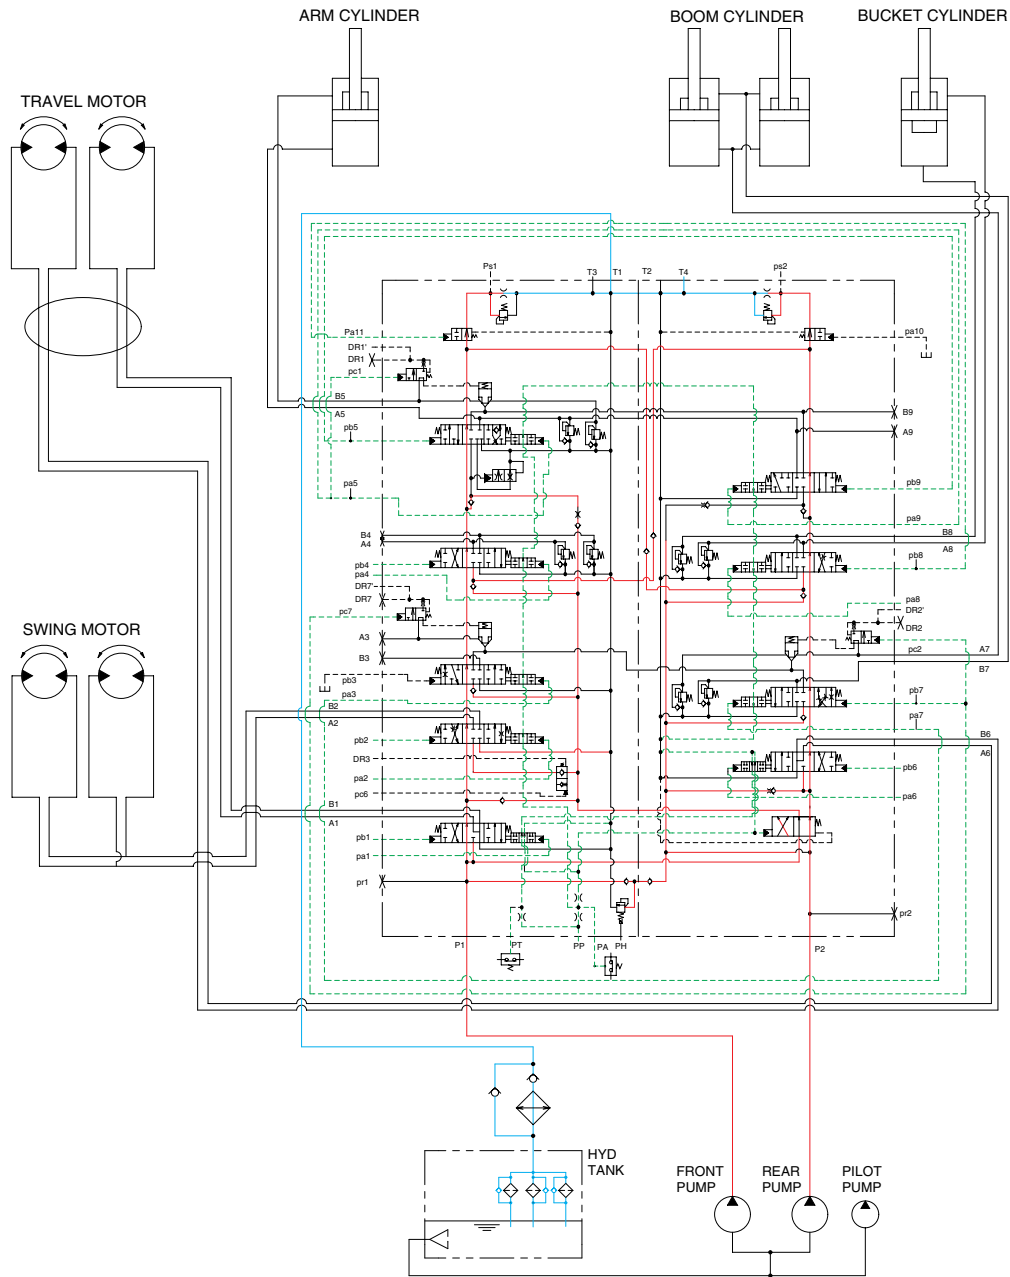 ARM CYLINDER
BOOM CYLINDER
BUCKET CYLINDER
TRAVEL MOTOR
Ps1
T3
T1
T2
T4
ps2
Pa11
pa10
DR1'
DR1
pc1
B5
A5
B9
A9
pb5
pa5
pb9
pa9
B4
A4
B8
A8
pb4
pa4
pb8
DR7'
DR7
pa8
DR2'
pc7
DR2
SWING MOTOR
A3
pc2
A7
B3
B7
pb3
pa3
pb7
B2
A2
pa7
pb2
B6
A6
DR3
pb6
pa2
pc6
pa6
B1
A1
pb1
pa1
pr1
pr2
P1
PT
PP
PA
PH
P2
HYD
TANK
FRONT
PUMP
REAR
PUMP
PILOT
PUMP